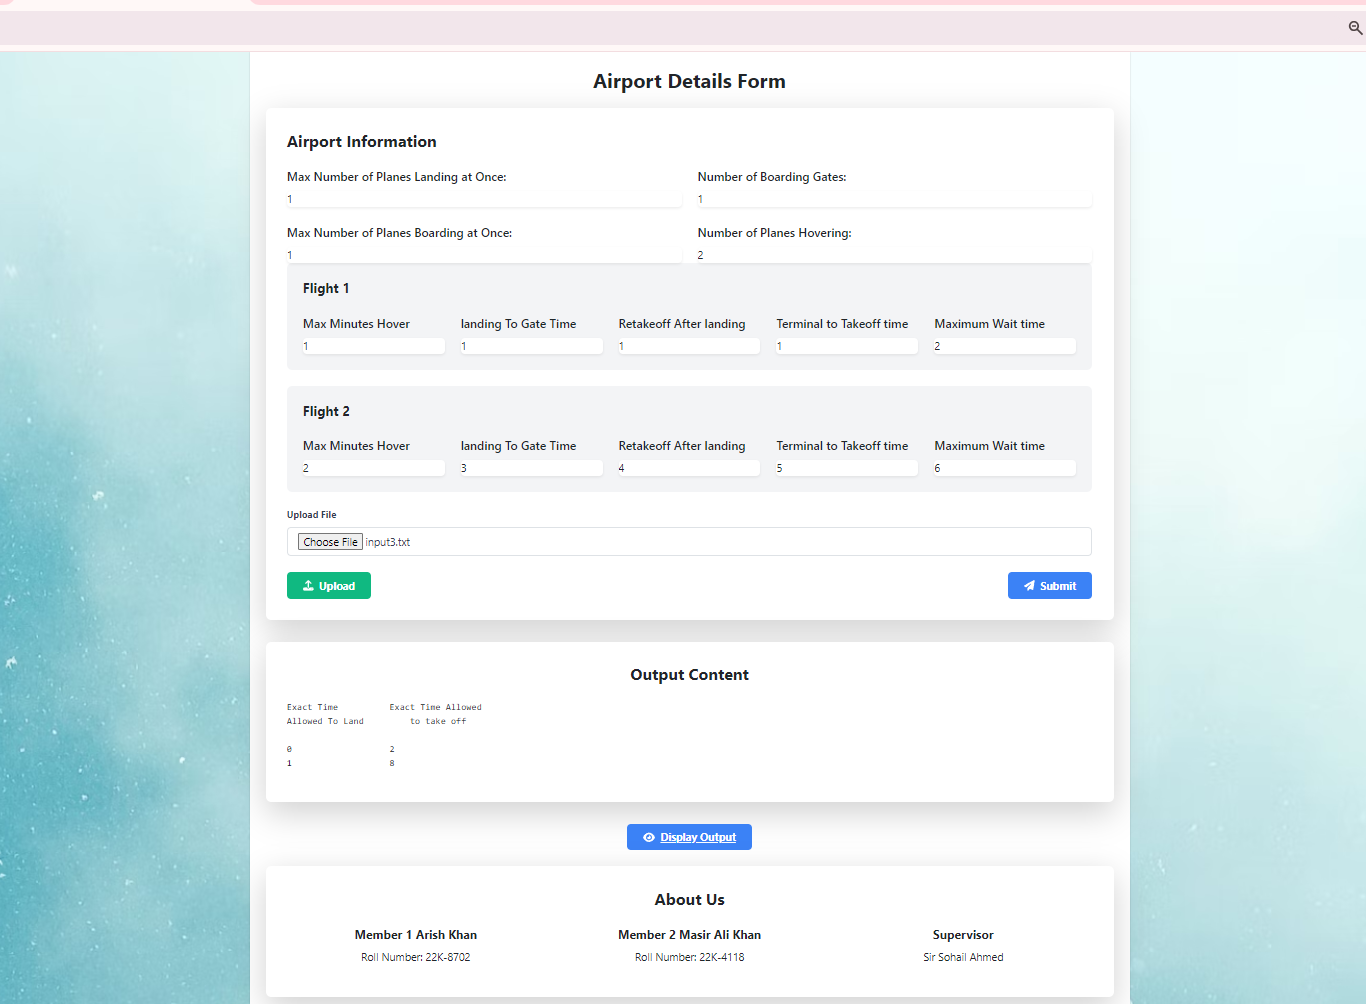 Airport Details Form
Airport Information
Max Number of Planes Landing at Once: Number of Boarding Gates:
1 1
Max Number of Planes Boarding at Once: Number of Planes Hovering:
1 2
Flight 1
Max Minutes Hover landing To Gate Time Retakeoff After landing Terminal to Takeoff time Maximum Wait time
1 1 1 1 2
Flight 2
Max Minutes Hover landing To Gate Time Retakeoff After landing Terminal to Takeoff time Maximum Wait time
2 3 4 5 6
Upload File
Choose File input3.txt
Upload Submit
Output Content
Exact Time Exact Time Allowed
Allowed To Land to take off
0 2
1 8
Display Output
About Us
Member 1 Arish Khan Member 2 Masir Ali Khan Supervisor
Roll Number: 22K-8702 Roll Number: 22K-4118 Sir Sohail Ahmed